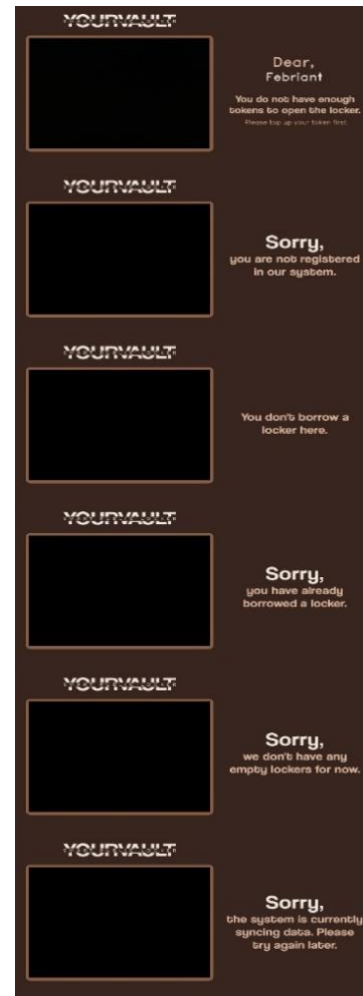 YOURVAULT
Dear,
Febriant
You do not have enough
tokens to open the locker.
Please top up your token first.
YOURVAULT
Sorry,
you are not registered
in our system.
YOURVAULT
You don't borrow a
locker here.
YOURVAULT
Sorry,
you have already
borrowed a locker.
YOURVAULT
Sorry,
we don't have any
empty lockers for now.
YOURVAULT
Sorry,
the system is currently
syncing data. Please
try again later.